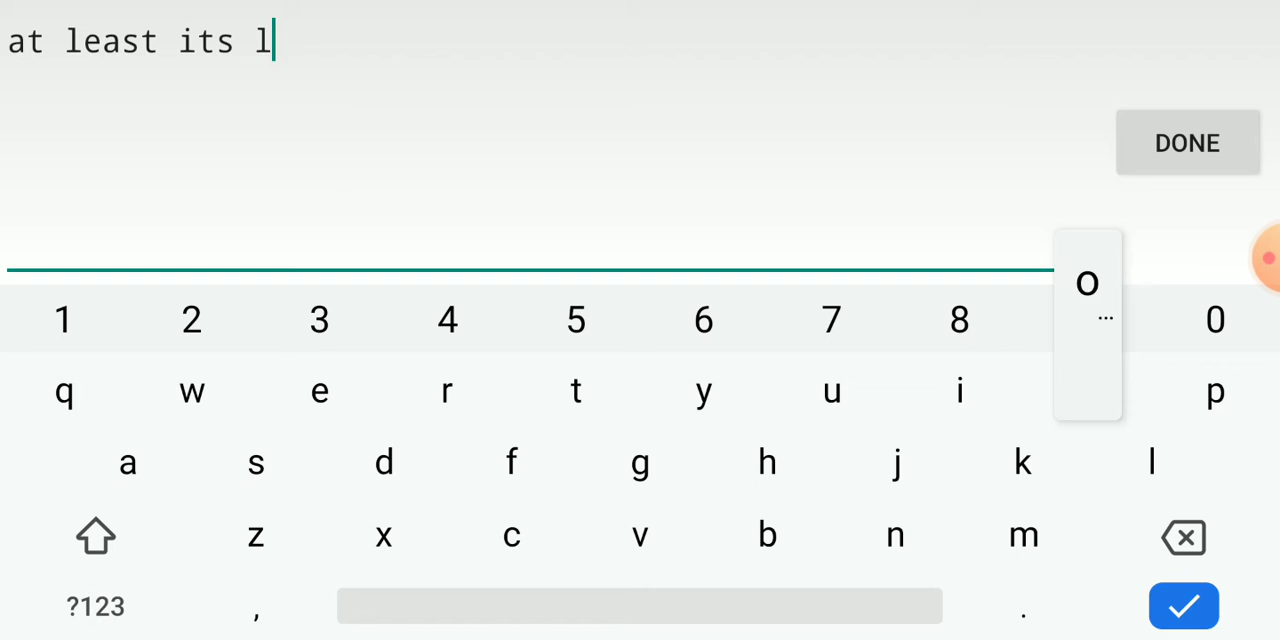 at least its l
DONE
o
...
1 2 3 4 5 6 7 8 0
q w e r t y u i p
a s d f g h j k l
z x c v b n m
?123 , .